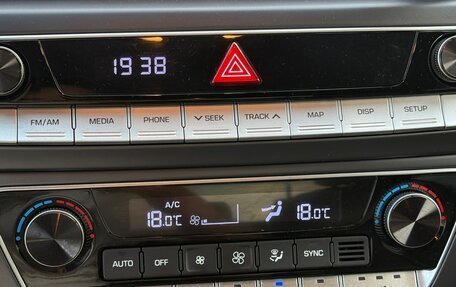 19 38
FM/AM MEDIA PHONE SEEK TRACK MAP DISP SETUP
A/C
18.0°C 18.0°C
AUTO OFF SYNC